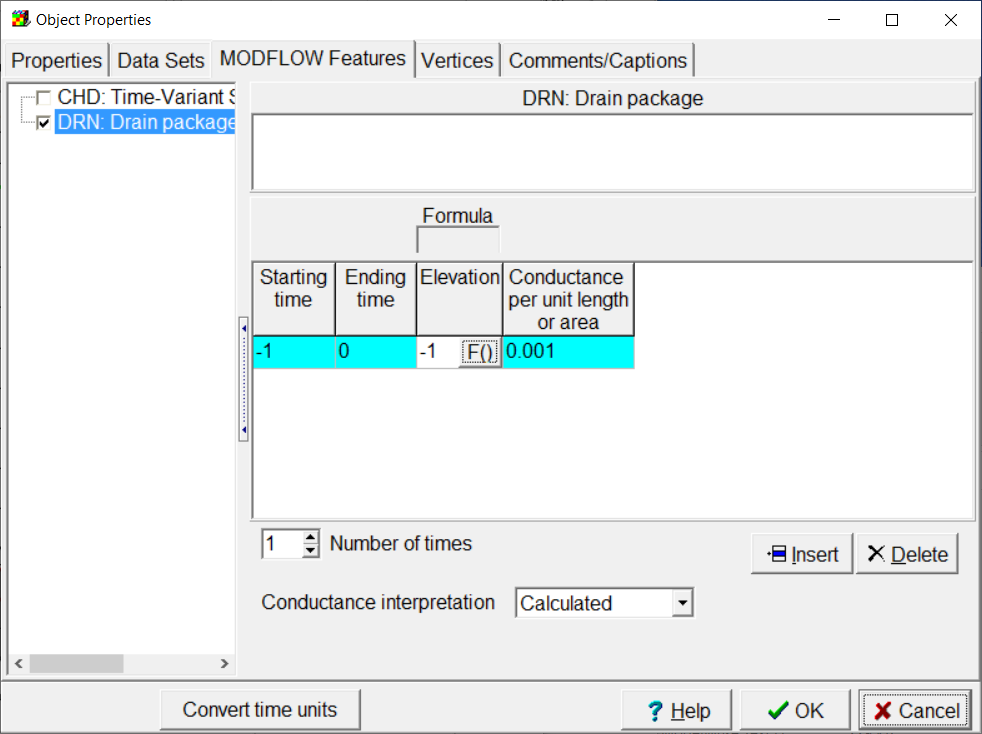 Object Properties
Properties
Data Sets
MODFLOW Features
Vertices
Comments/Captions
CHD: Time-Variant S
DRN: Drain package
DRN: Drain package
Formula
Starting time
Ending time
Elevation
Conductance per unit length or area
-1
0
-1
F()
0.001
1
Number of times
Insert
Delete
Conductance interpretation
Calculated
Convert time units
? Help
OK
Cancel